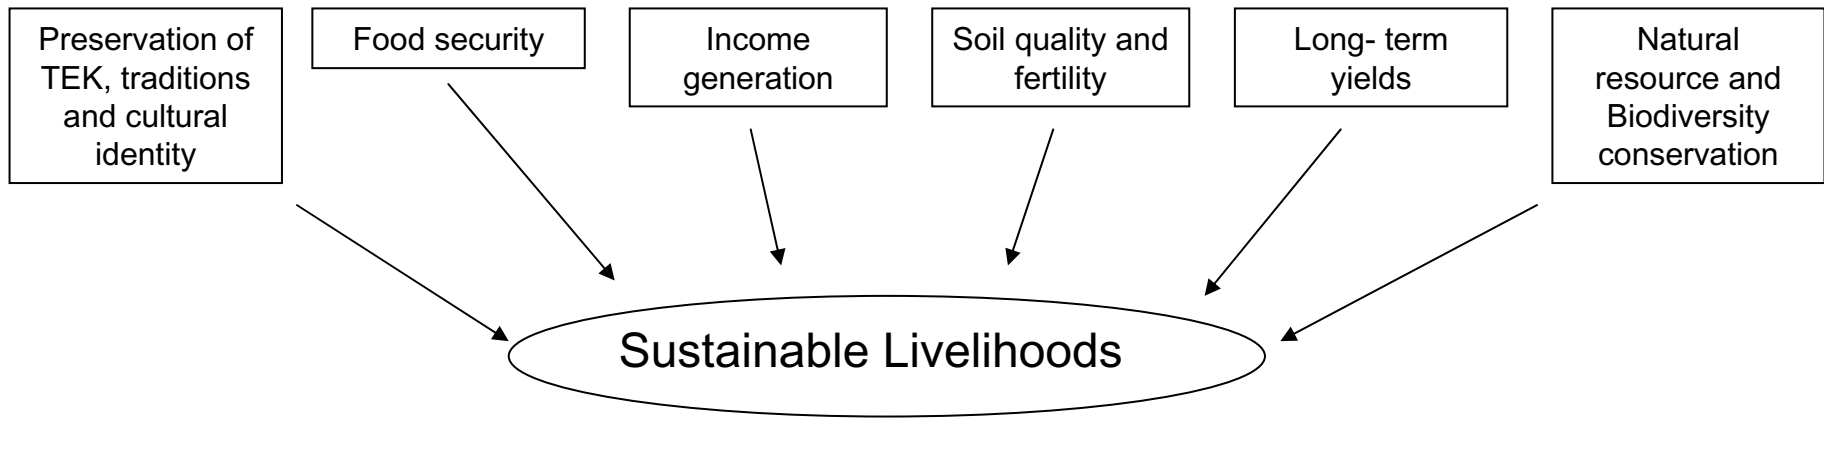 Preservation of
TEK, traditions
and cultural
identity
Food security
Income
generation
Soil quality and
fertility
Long- term
yields
Natural
resource and
Biodiversity
conservation
Sustainable Livelihoods